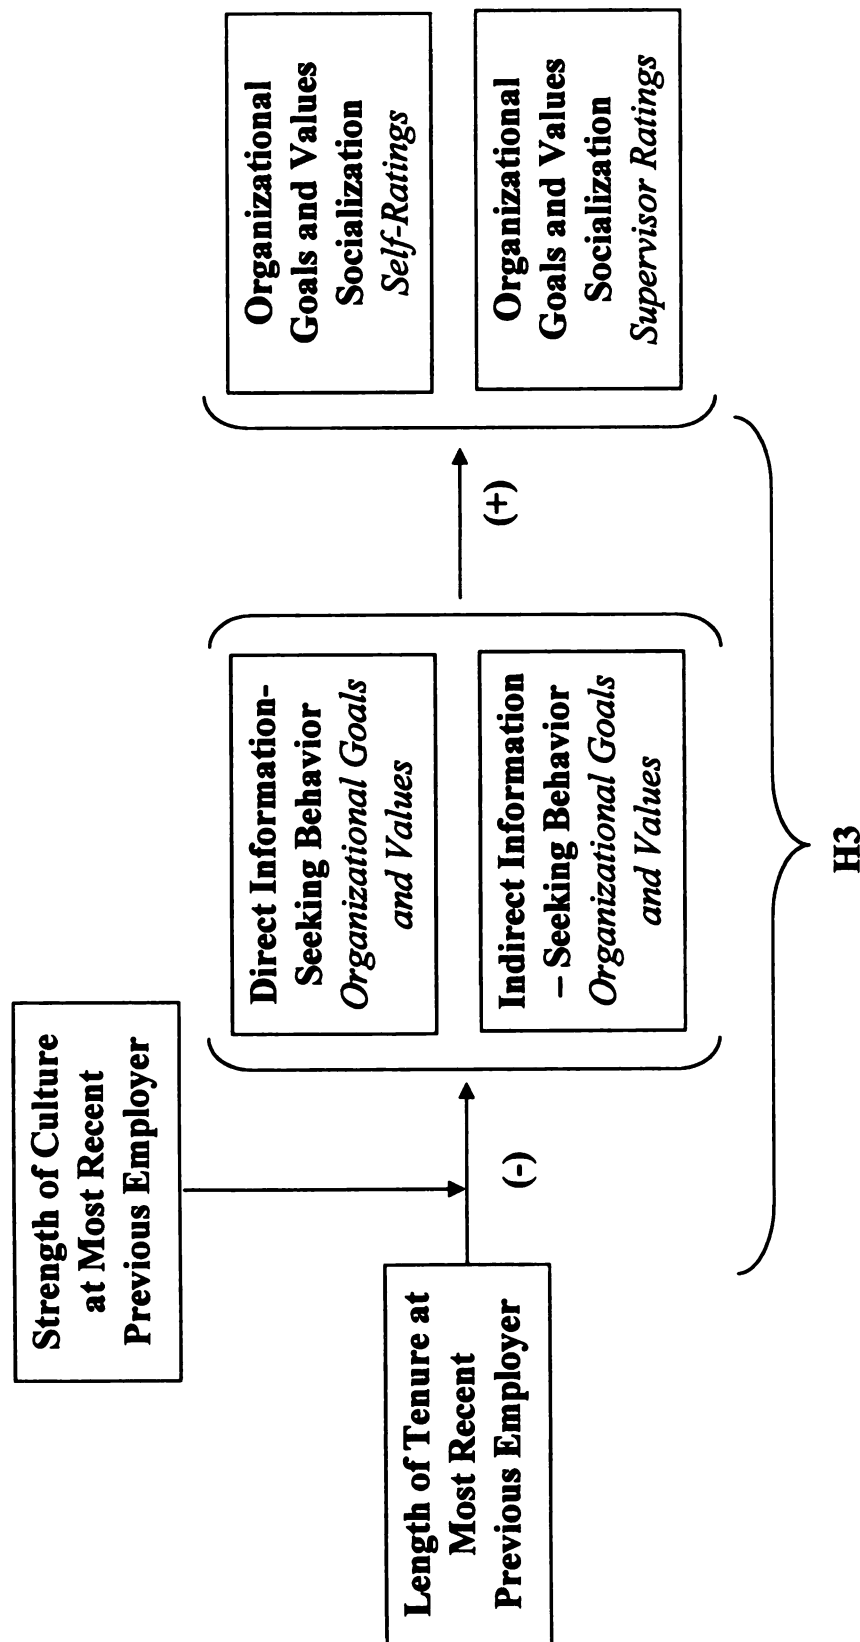 Strength of Culture
at Most Recent
Previous Employer
Length of Tenure at
Most Recent
Previous Employer
(-)
Direct Information-
Seeking Behavior
Organizational Goals
and Values
Indirect Information
– Seeking Behavior
Organizational Goals
and Values
(+)
Organizational
Goals and Values
Socialization
Self-Ratings
Organizational
Goals and Values
Socialization
Supervisor Ratings
H3